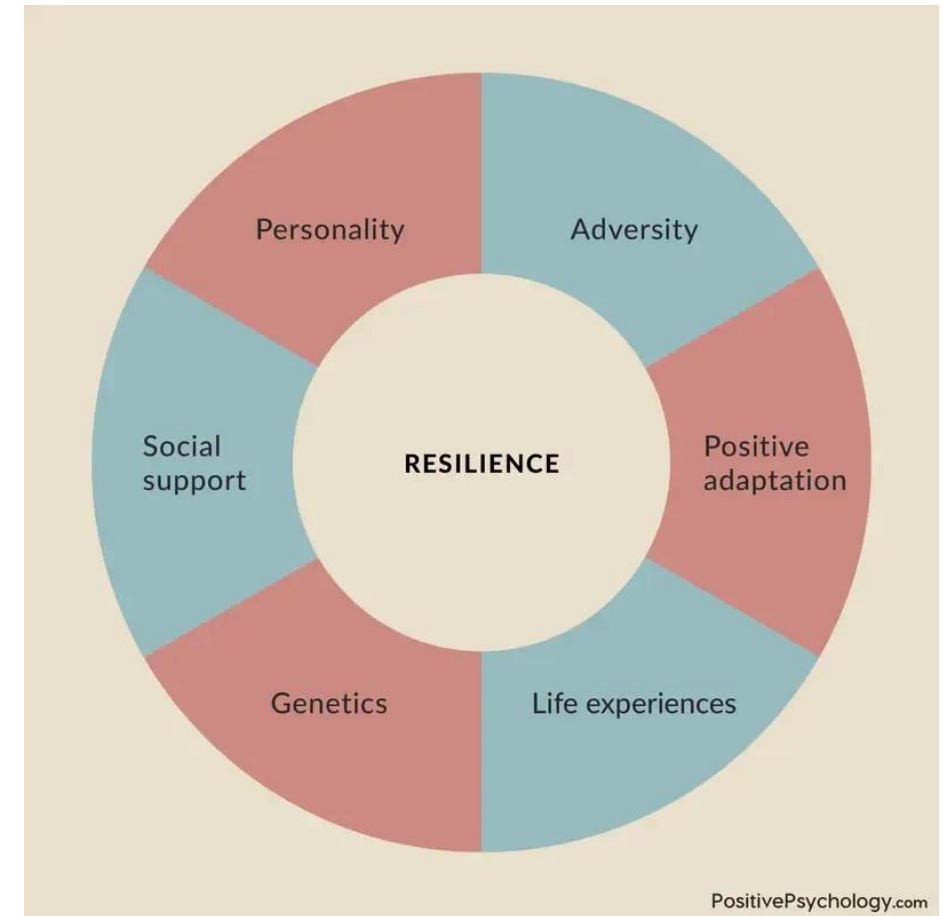 Personality
Adversity
Social
support
RESILIENCE
Positive
adaptation
Genetics
Life experiences
PositivePsychology.com